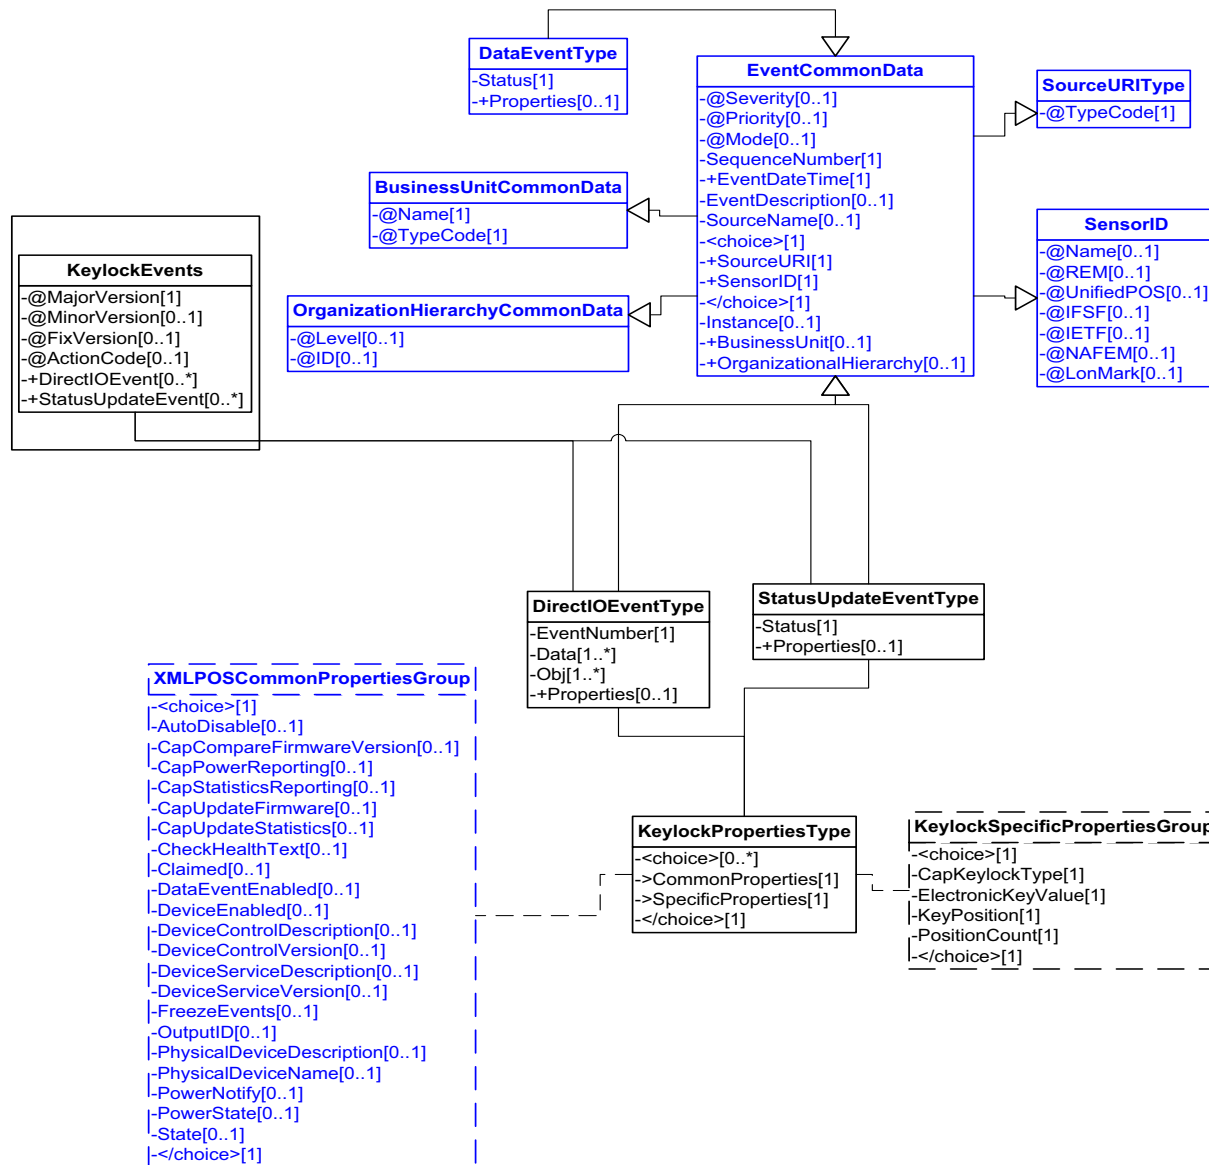 DataEventType
-Status[1]
-+Properties[0..1]
EventCommonData
-@Severity[0..1]
-@Priority[0..1]
-@Mode[0..1]
-SequenceNumber[1]
-+EventDateTime[1]
-EventDescription[0..1]
-SourceName[0..1]
-<choice>[1]
-+SourceURI[1]
-+SensorID[1]
-</choice>[1]
-Instance[0..1]
-+BusinessUnit[0..1]
-+OrganizationalHierarchy[0..1]
SourceURIType
-@TypeCode[1]
BusinessUnitCommonData
-@Name[1]
-@TypeCode[1]
SensorID
-@Name[0..1]
-@REM[0..1]
-@UnifiedPOS[0..1]
-@IFSF[0..1]
-@IETF[0..1]
-@NAFEM[0..1]
-@LonMark[0..1]
KeylockEvents
-@MajorVersion[1]
-@MinorVersion[0..1]
-@FixVersion[0..1]
-@ActionCode[0..1]
-+DirectIOEvent[0..*]
-+StatusUpdateEvent[0..*]
OrganizationHierarchyCommonData
-@Level[0..1]
-@ID[0..1]
DirectIOEventType
-EventNumber[1]
-Data[1..*]
-Obj[1..*]
-+Properties[0..1]
StatusUpdateEventType
-Status[1]
-+Properties[0..1]
XMLPOSCommonPropertiesGroup
-<choice>[1]
-AutoDisable[0..1]
-CapCompareFirmwareVersion[0..1]
-CapPowerReporting[0..1]
-CapStatisticsReporting[0..1]
-CapUpdateFirmware[0..1]
-CapUpdateStatistics[0..1]
-CheckHealthText[0..1]
-Claimed[0..1]
-DataEventEnabled[0..1]
-DeviceEnabled[0..1]
-DeviceControlDescription[0..1]
-DeviceControlVersion[0..1]
-DeviceServiceDescription[0..1]
-DeviceServiceVersion[0..1]
-FreezeEvents[0..1]
-OutputID[0..1]
-PhysicalDeviceDescription[0..1]
-PhysicalDeviceName[0..1]
-PowerNotify[0..1]
-PowerState[0..1]
-State[0..1]
-</choice>[1]
KeylockPropertiesType
-<choice>[0..*]
->CommonProperties[1]
->SpecificProperties[1]
-</choice>[1]
KeylockSpecificPropertiesGroup
-<choice>[1]
-CapKeylockType[1]
-ElectronicKeyValue[1]
-KeyPosition[1]
-PositionCount[1]
-</choice>[1]